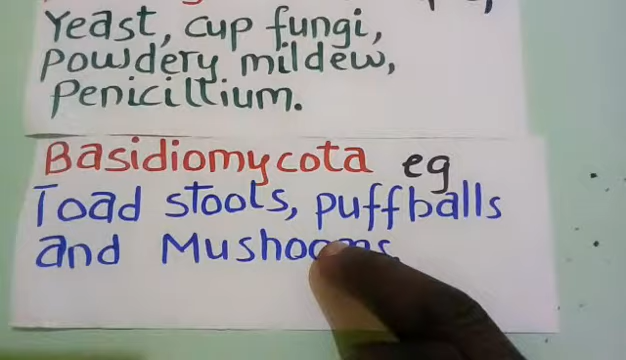 Yeast, cup fungi,
Powdery mildew,
Penicillium.
Basidiomycota eg
Toad stools, puffballs
and